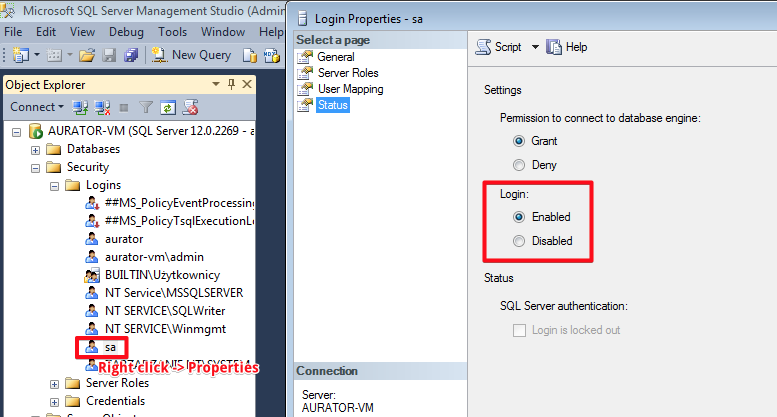 Microsoft SQL Server Management Studio (Admin
File Edit View Debug Tools Window Help
New Query
Object Explorer
Connect
AURATOR-VM (SQL Server 12.0.2269 - a
Databases
Security
Logins
##MS_PolicyEventProcessing
##MS_PolicyTsqlExecutionLo
aurator
aurator-vm\admin
BUILTIN\Użytkownicy
NT Service\MSSQLSERVER
NT SERVICE\SQLWriter
NT SERVICE\Winmgmt
sa
Right click -> Properties
Server Roles
Credentials
Login Properties - sa
Select a page
General
Server Roles
User Mapping
Status
Connection
Server:
AURATOR-VM
Script Help
Settings
Permission to connect to database engine:
Grant
Deny
Login:
Enabled
Disabled
Status
SQL Server authentication:
Login is locked out